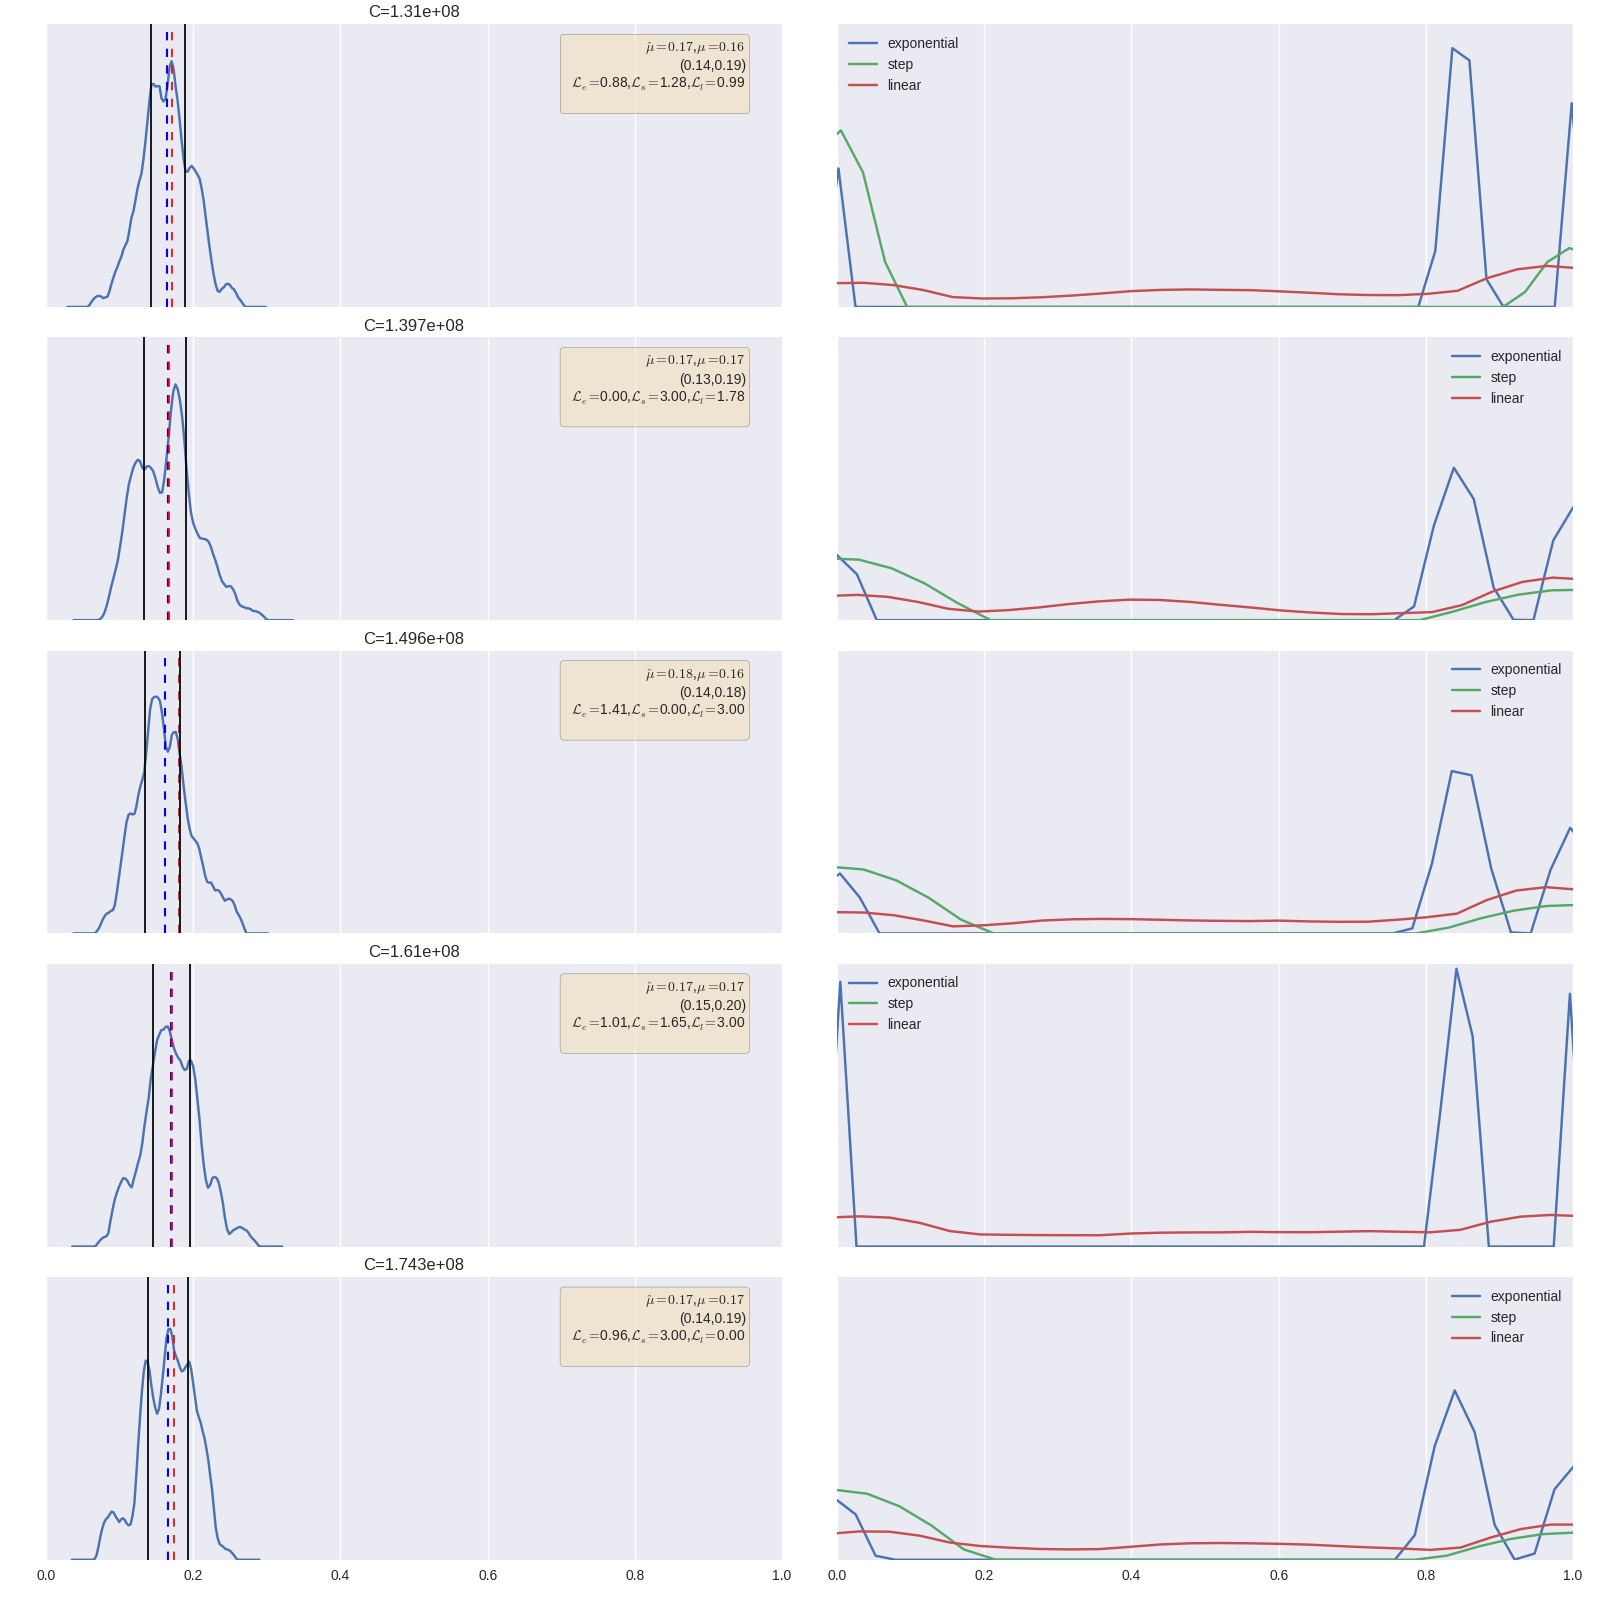 C=1.31e+08
μ̂=0.17,μ=0.16
(0.14,0.19)
ℒₑ=0.88,ℒₛ=1.28,ℒₗ=0.99
exponential
step
linear
C=1.397e+08
μ̂=0.17,μ=0.17
(0.13,0.19)
ℒₑ=0.00,ℒₛ=3.00,ℒₗ=1.78
exponential
step
linear
C=1.496e+08
μ̂=0.18,μ=0.16
(0.14,0.18)
ℒₑ=1.41,ℒₛ=0.00,ℒₗ=3.00
exponential
step
linear
C=1.61e+08
μ̂=0.17,μ=0.17
(0.15,0.20)
ℒₑ=1.01,ℒₛ=1.65,ℒₗ=3.00
exponential
step
linear
C=1.743e+08
μ̂=0.17,μ=0.17
(0.14,0.19)
ℒₑ=0.96,ℒₛ=3.00,ℒₗ=0.00
exponential
step
linear
0.0 0.2 0.4 0.6 0.8 1.0
0.0 0.2 0.4 0.6 0.8 1.0